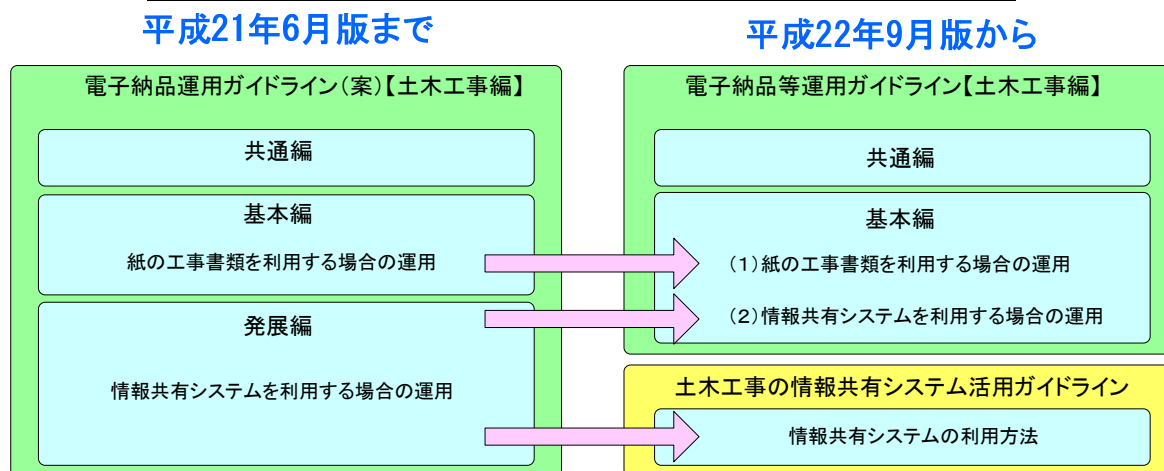 平成21年6月版まで
電子納品運用ガイドライン(案)【土木工事編】
共通編
基本編
紙の工事書類を利用する場合の運用
発展編
情報共有システムを利用する場合の運用
平成22年9月版から
電子納品等運用ガイドライン【土木工事編】
共通編
基本編
(1)紙の工事書類を利用する場合の運用
(2)情報共有システムを利用する場合の運用
土木工事の情報共有システム活用ガイドライン
情報共有システムの利用方法